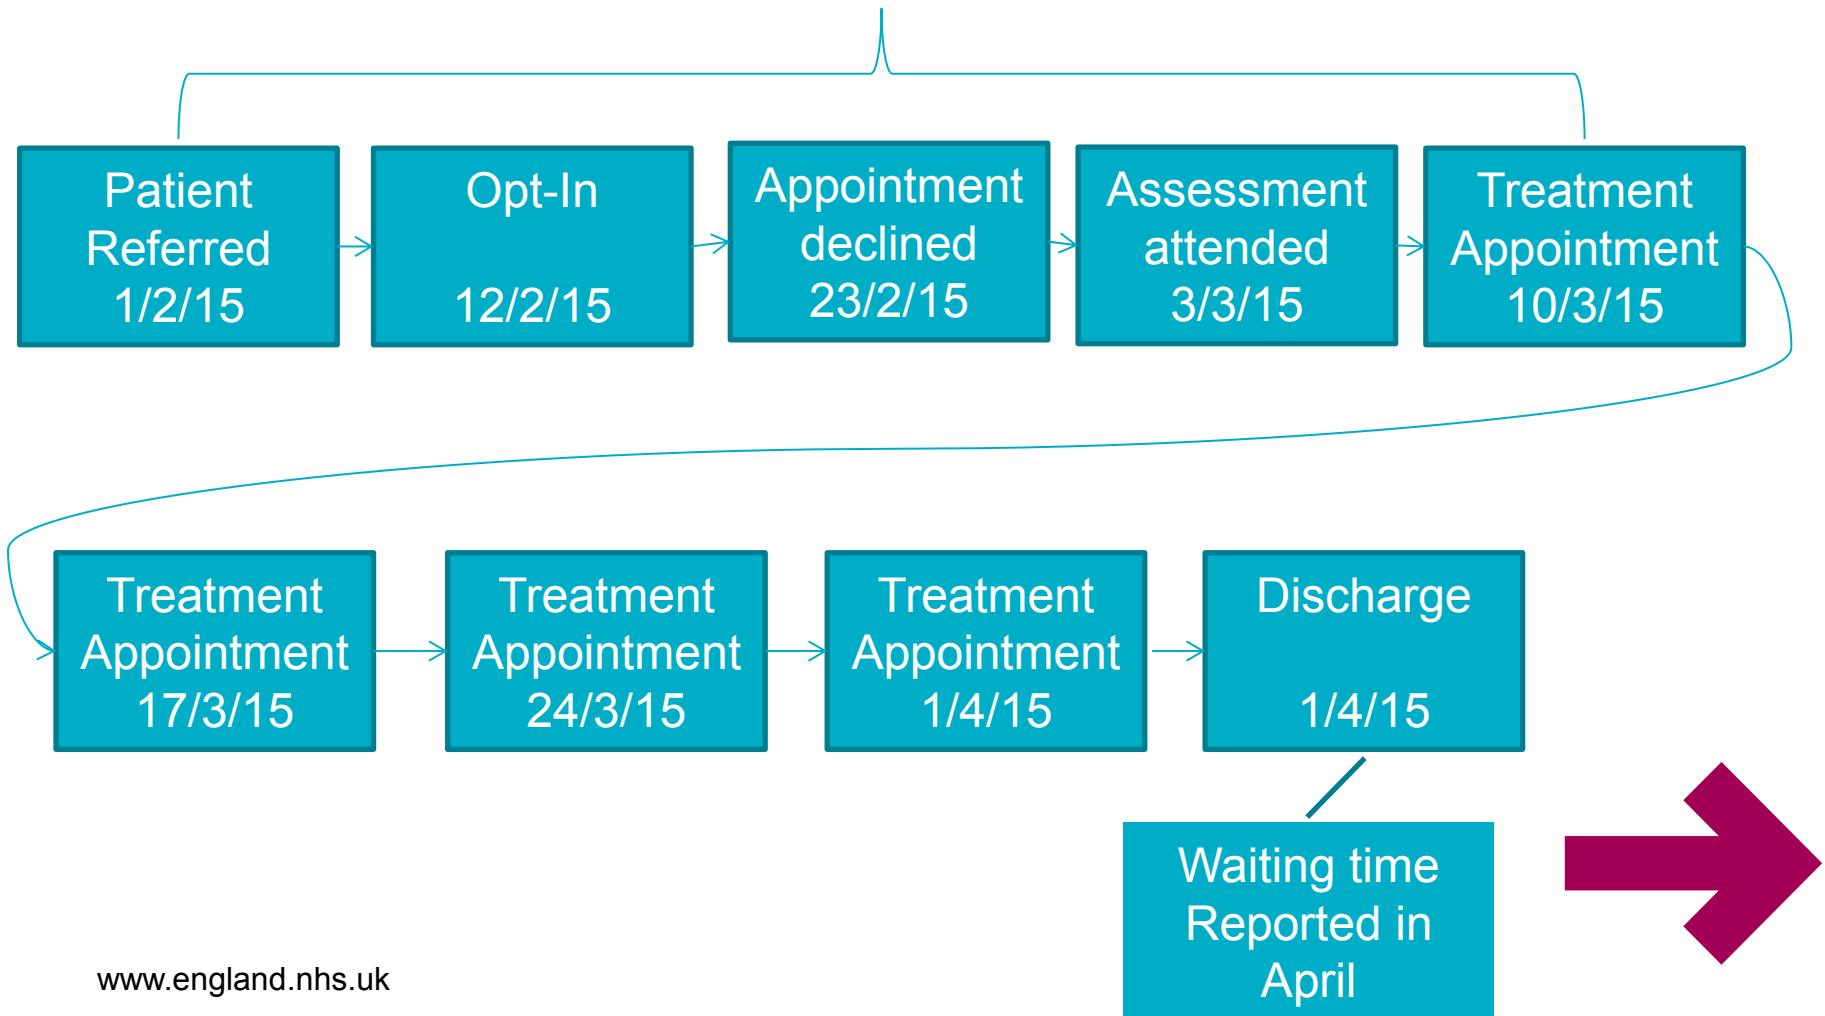 Patient
Referred
1/2/15
Opt-In
12/2/15
Appointment
declined
23/2/15
Assessment
attended
3/3/15
Treatment
Appointment
10/3/15
Treatment
Appointment
17/3/15
Treatment
Appointment
24/3/15
Treatment
Appointment
1/4/15
Discharge
1/4/15
Waiting time
Reported in
April
www.england.nhs.uk